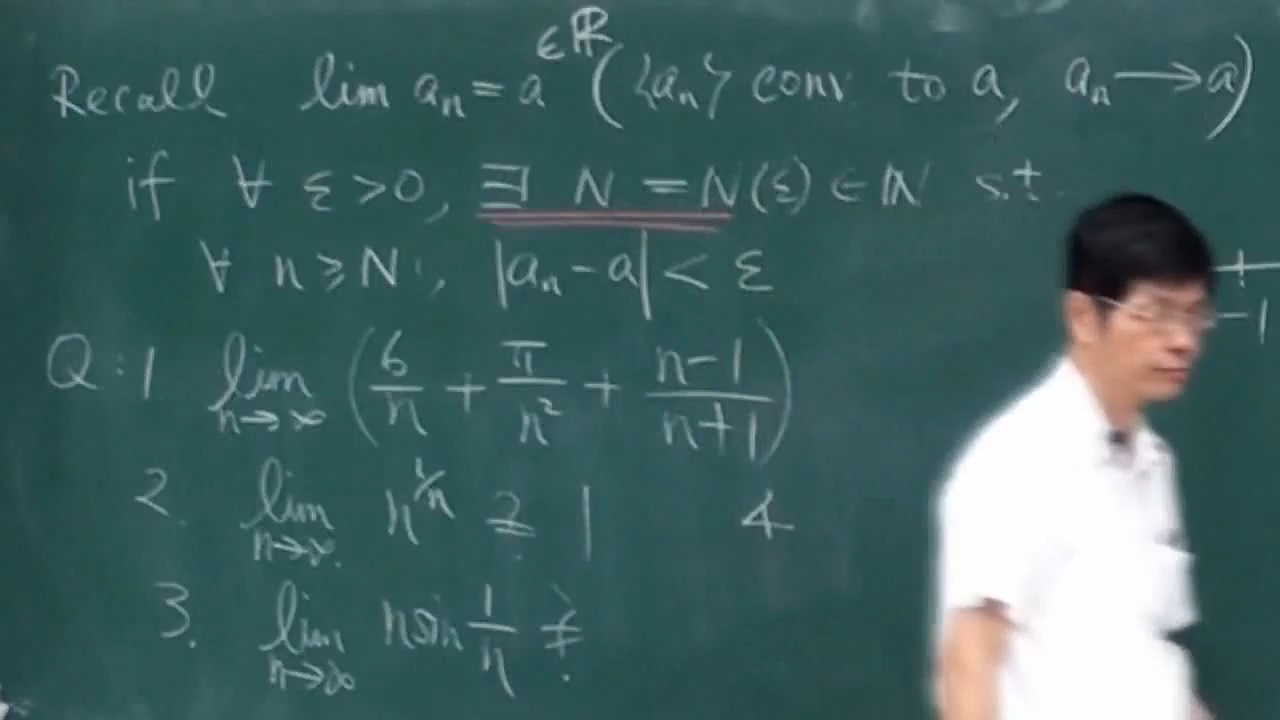 Recall lim aₙ = a ∈ ℝ ({aₙ} conv. to a, aₙ → a)
if ∀ ε > 0, ∃ N = N(ε) ∈ ℕ s.t.
∀ n ≥ N, |aₙ - a| < ε
Q: 1 lim n→∞ (6/n + π/n² + (n-1)/(n+1))
2. lim n→∞ n^(1/n) ≟ 1 4
3. lim n→∞ n sin 1/n =?
-1